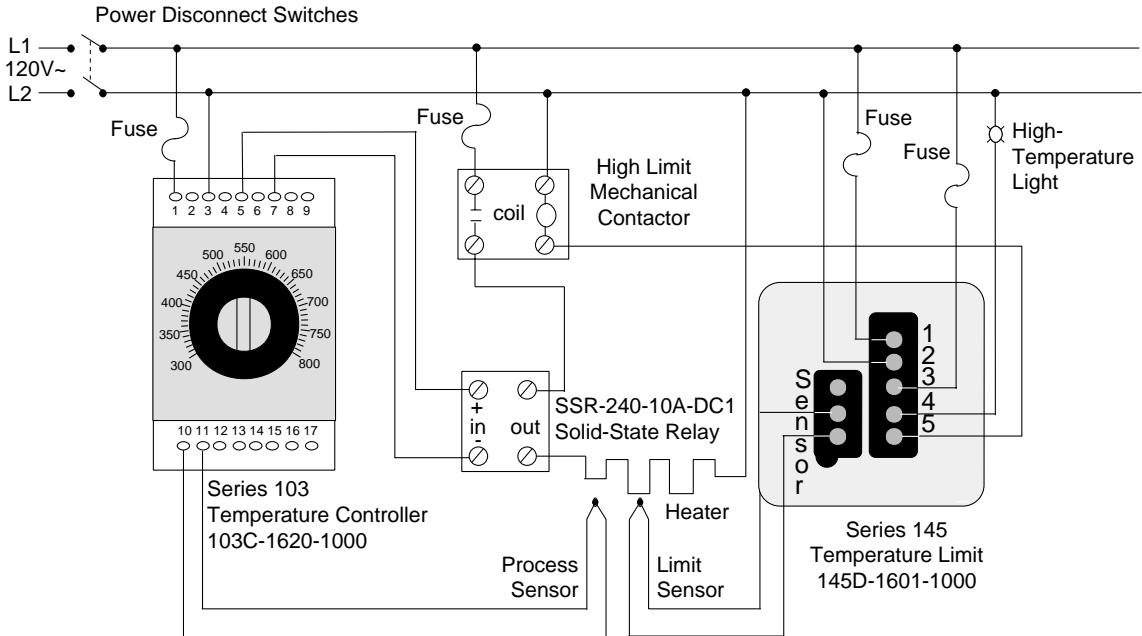 Power Disconnect Switches
L1
120V~
L2
Fuse
Fuse
Fuse
Fuse
High-
Temperature
Light
High Limit
Mechanical
Contactor
coil
1 2 3 4 5 6 7 8 9
300
350
400
450
500
550
600
650
700
750
800
10 11 12 13 14 15 16 17
Series 103
Temperature Controller
103C-1620-1000
+
in
-
out
SSR-240-10A-DC1
Solid-State Relay
Heater
Process
Sensor
Limit
Sensor
Sensor
1
2
3
4
5
Series 145
Temperature Limit
145D-1601-1000